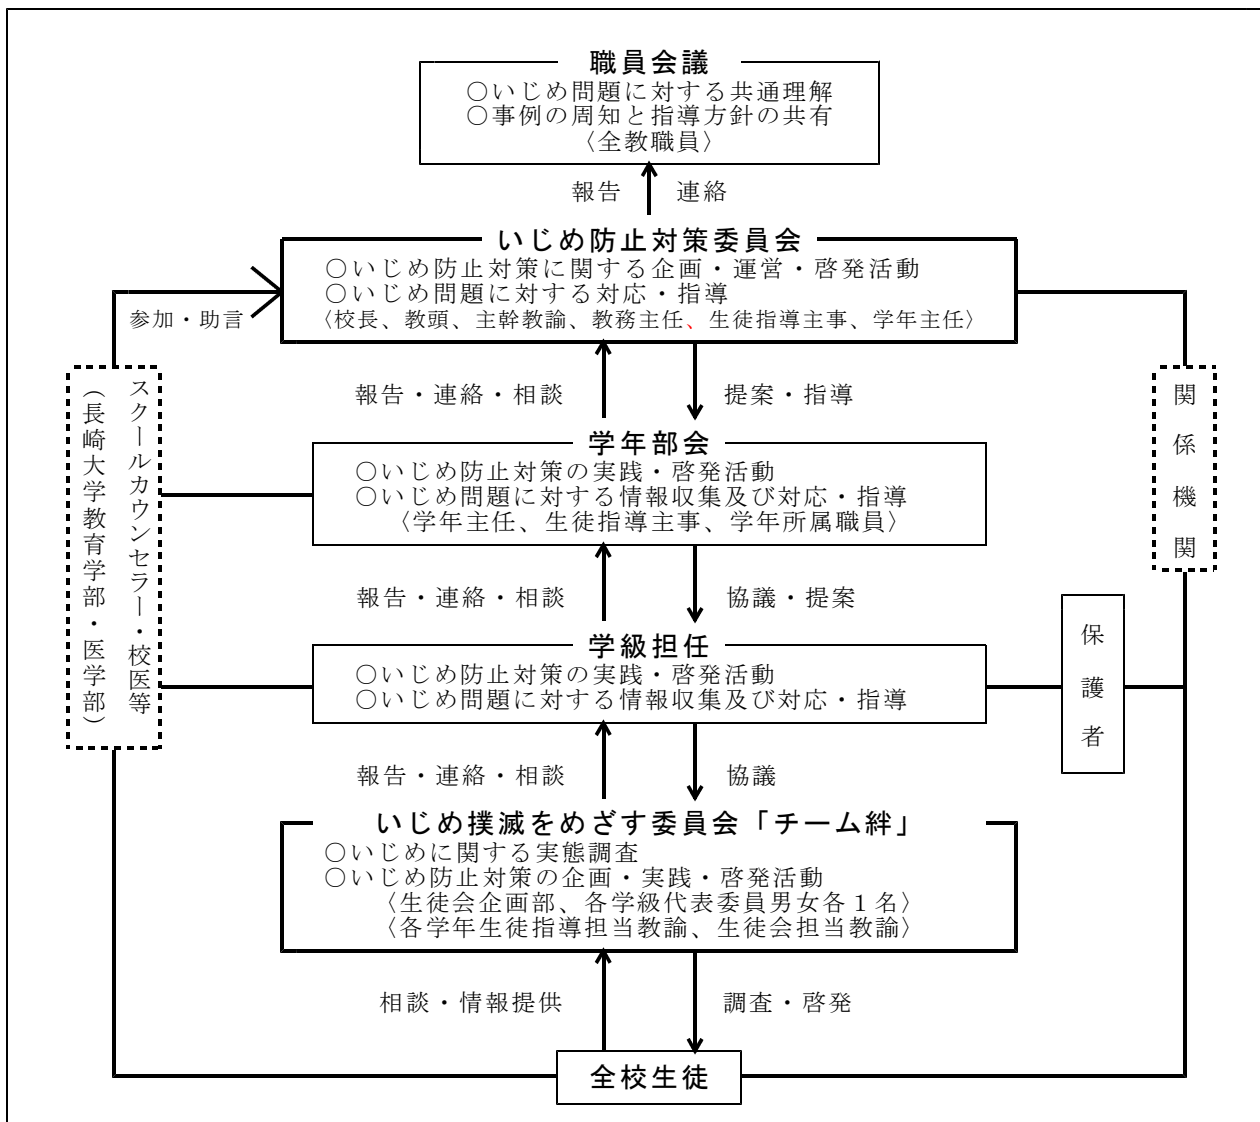 職員会議
○いじめ問題に対する共通理解
○事例の周知と指導方針の共有
〈全教職員〉
報告 連絡
いじめ防止対策委員会
○いじめ防止対策に関する企画・運営・啓発活動
○いじめ問題に対する対応・指導
〈校長、教頭、主幹教諭、教務主任、生徒指導主事、学年主任〉
参加・助言
報告・連絡・相談 提案・指導
スクールカウンセラー・校医等
（長崎大学教育学部・医学部）
関係機関
学年部会
○いじめ防止対策の実践・啓発活動
○いじめ問題に対する情報収集及び対応・指導
〈学年主任、生徒指導主事、学年所属職員〉
報告・連絡・相談 協議・提案
学級担任
○いじめ防止対策の実践・啓発活動
○いじめ問題に対する情報収集及び対応・指導
保護者
報告・連絡・相談 協議
いじめ撲滅をめざす委員会「チーム絆」
○いじめに関する実態調査
○いじめ防止対策の企画・実践・啓発活動
〈生徒会企画部、各学級代表委員男女各１名〉
〈各学年生徒指導担当教諭、生徒会担当教諭〉
相談・情報提供 調査・啓発
全校生徒